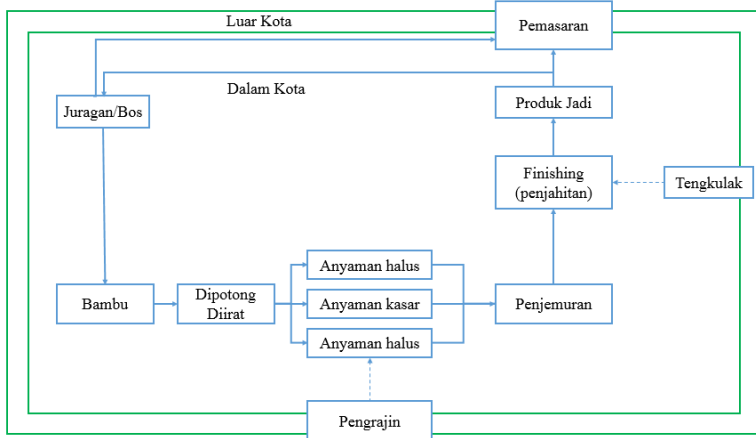 Luar Kota
Pemasaran
Dalam Kota
Juragan/Bos
Produk Jadi
Finishing
(penjahitan)
Tengkulak
Anyaman halus
Bambu
Dipotong
Diirat
Anyaman kasar
Penjemuran
Anyaman halus
Pengrajin